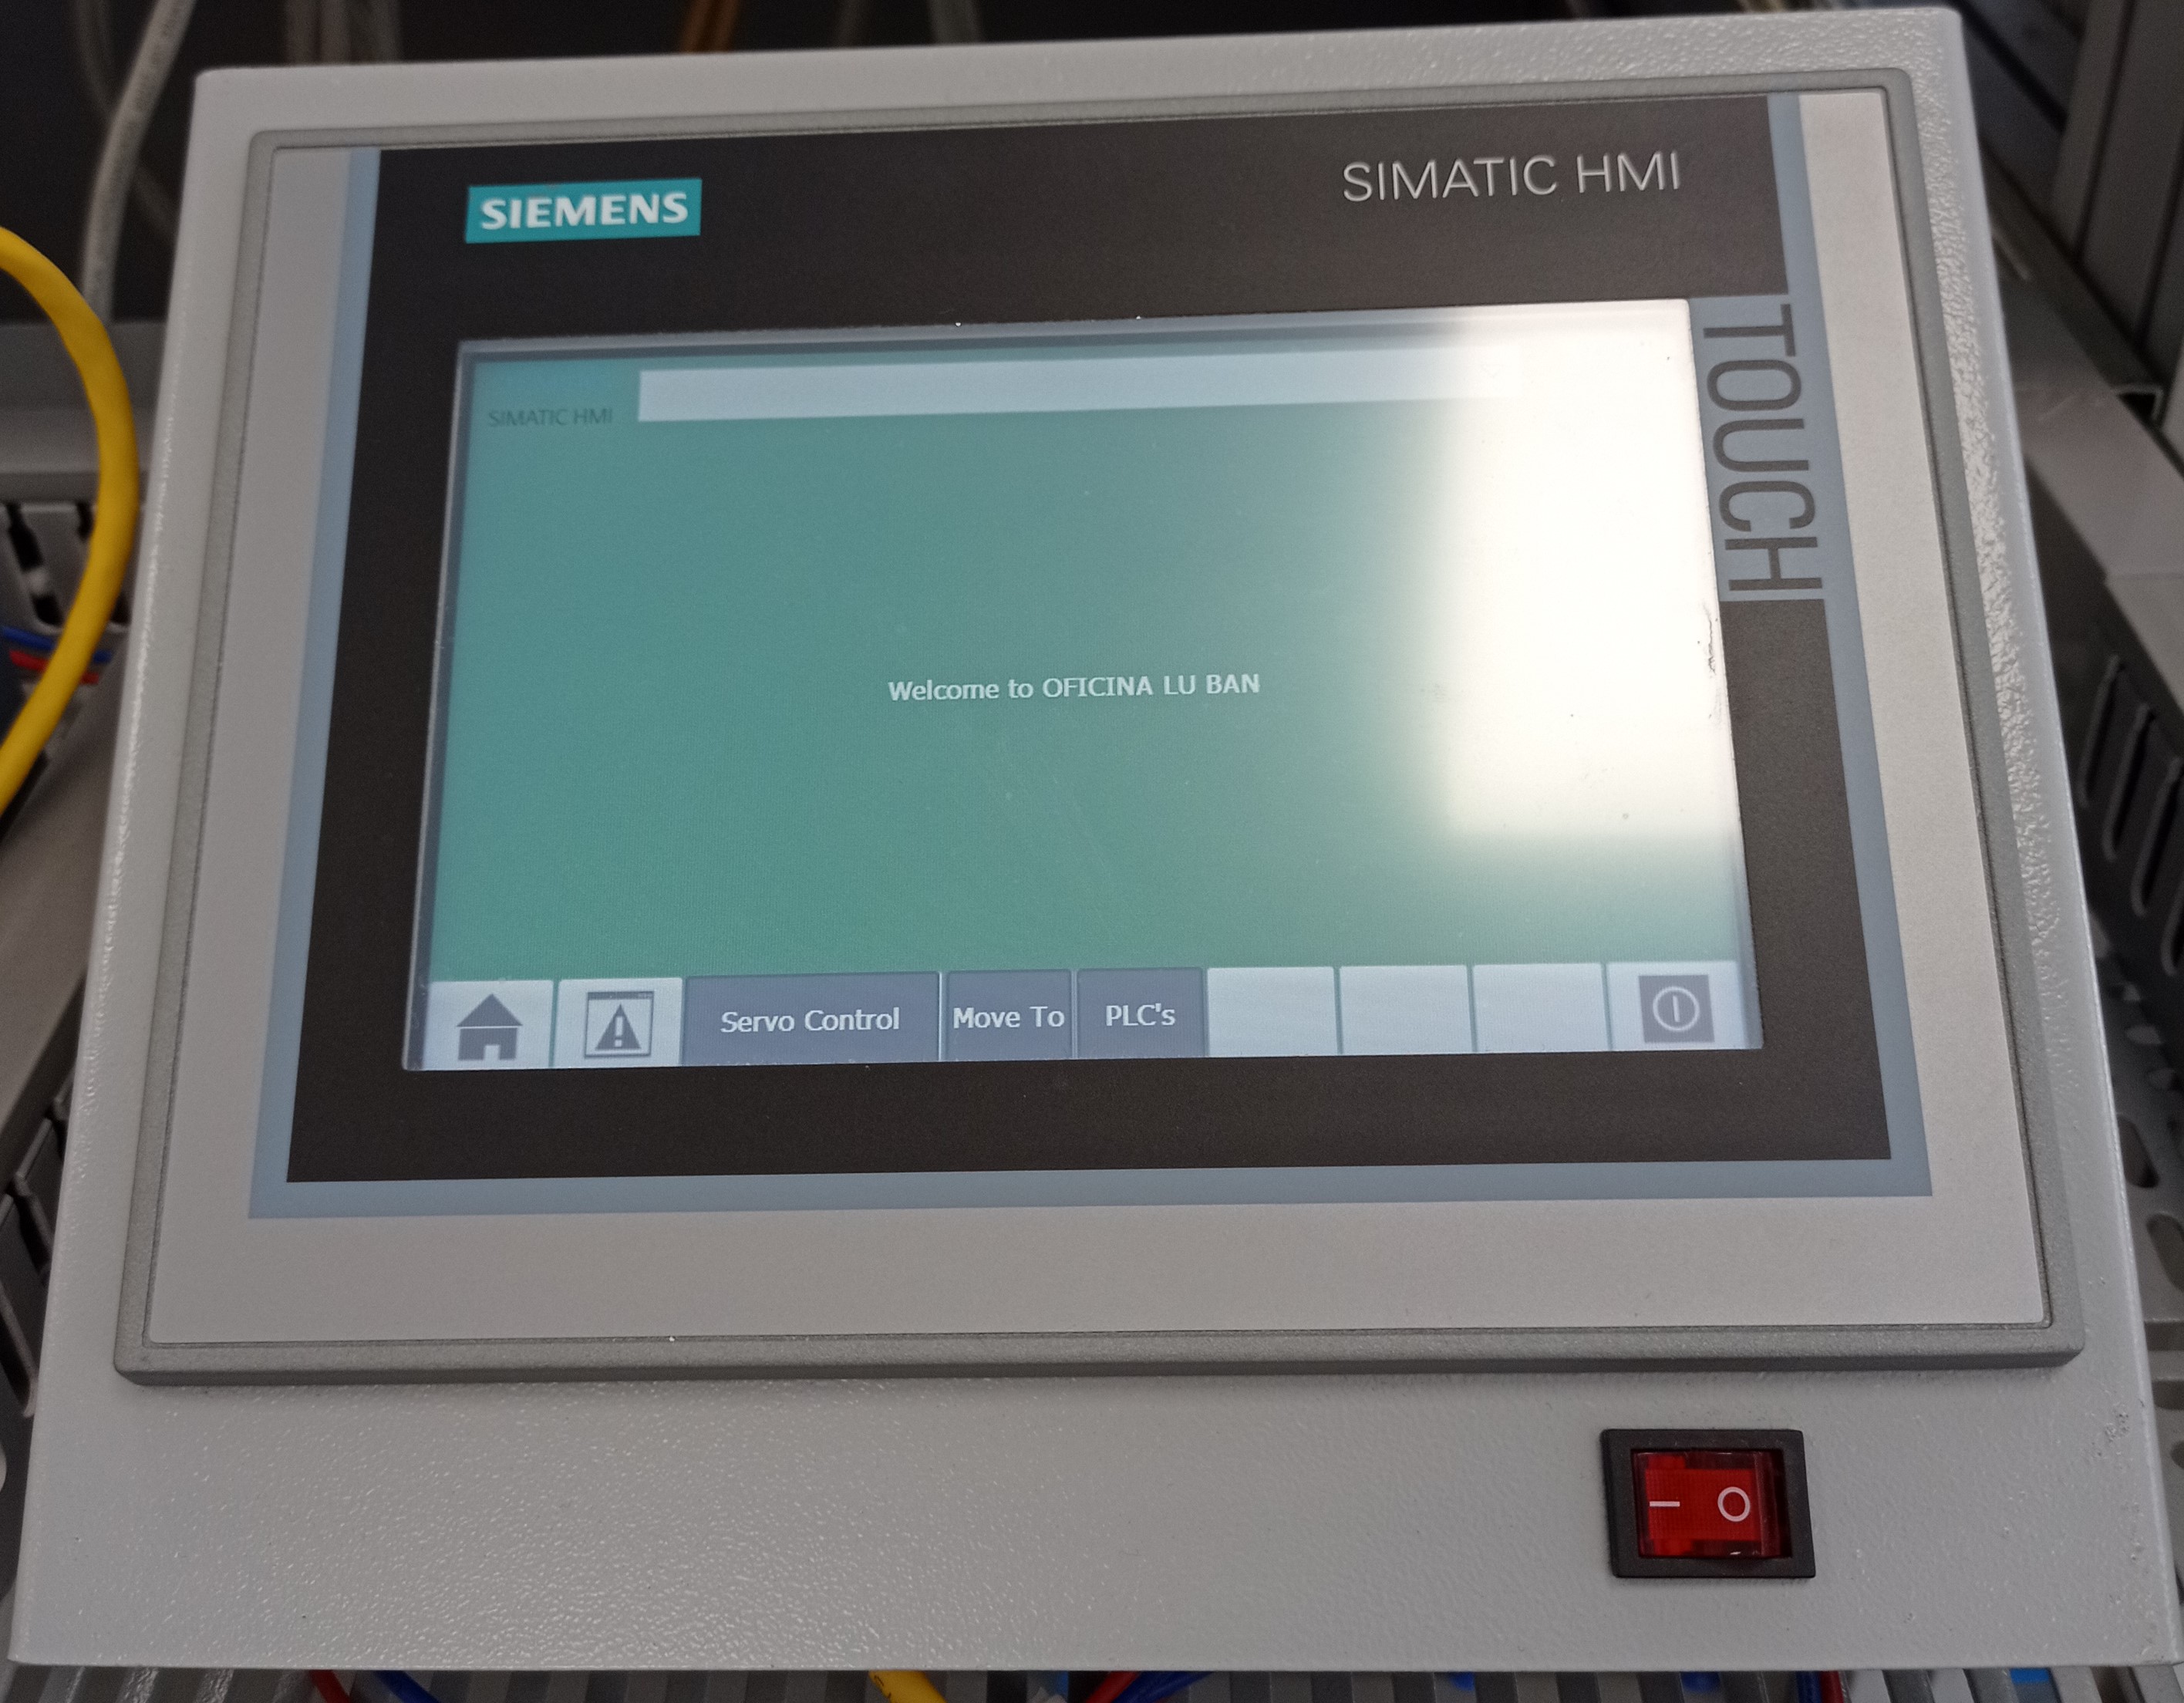 SIEMENS
SIMATIC HMI
TOUCH
SIMATIC HMI
Welcome to OFICINA LU BAN
Servo Control
Move To
PLC's